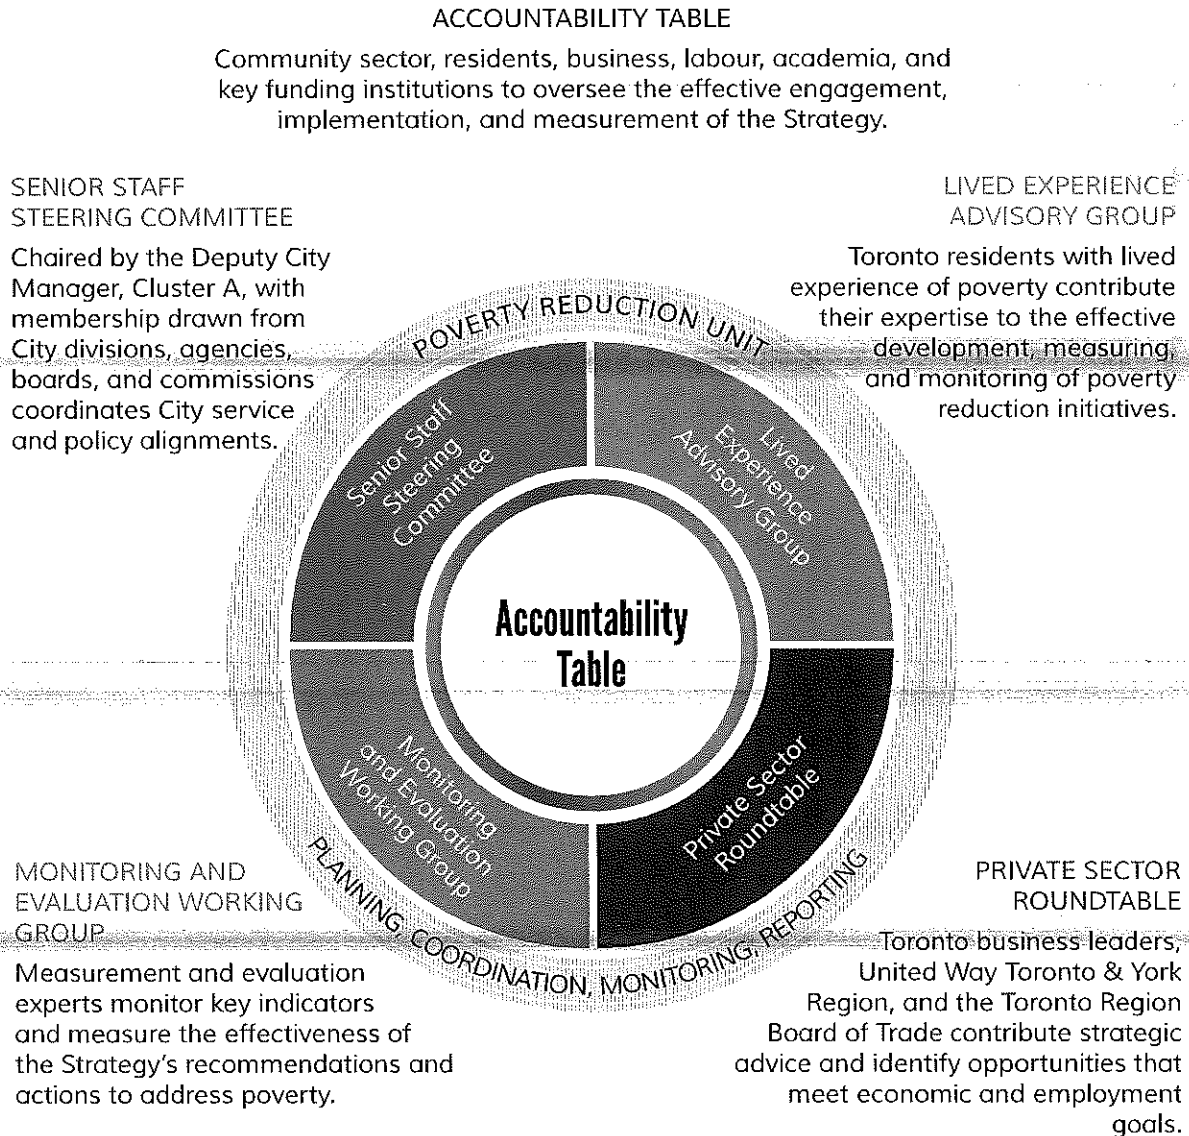 ACCOUNTABILITY TABLE
Community sector, residents, business, labour, academia, and
key funding institutions to oversee the effective engagement,
implementation, and measurement of the Strategy.
SENIOR STAFF
STEERING COMMITTEE
Chaired by the Deputy City
Manager, Cluster A, with
membership drawn from
City divisions, agencies,
boards, and commissions
coordinates City service
and policy alignments.
LIVED EXPERIENCE
ADVISORY GROUP
Toronto residents with lived
experience of poverty contribute
their expertise to the effective
development, measuring,
and monitoring of poverty
reduction initiatives.
POVERTY REDUCTION UNIT
Senior Staff
Steering
Committee
Lived
Experience
Advisory Group
Accountability
Table
Monitoring
and Evaluation
Working Group
Private Sector
Roundtable
PLANNING, COORDINATION, MONITORING, REPORTING
MONITORING AND
EVALUATION WORKING
GROUP
Measurement and evaluation
experts monitor key indicators
and measure the effectiveness of
the Strategy's recommendations and
actions to address poverty.
PRIVATE SECTOR
ROUNDTABLE
Toronto business leaders,
United Way Toronto & York
Region, and the Toronto Region
Board of Trade contribute strategic
advice and identify opportunities that
meet economic and employment
goals.